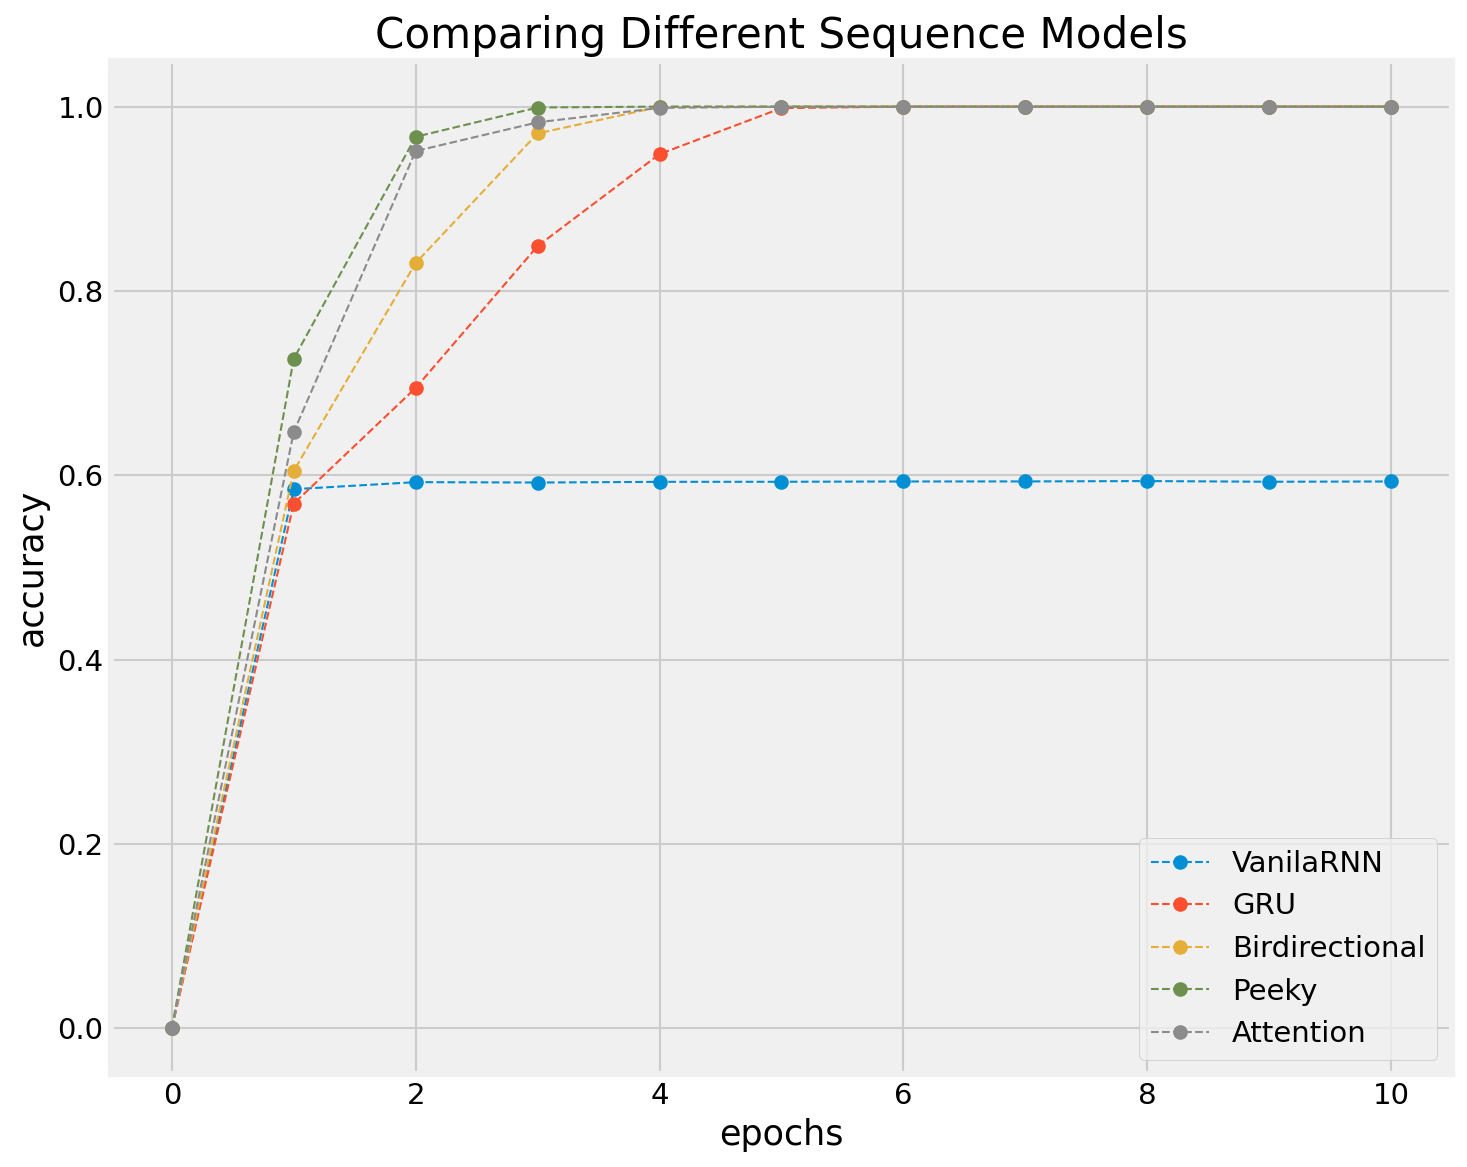 Comparing Different Sequence Models
1.0
0.8
0.6
0.4
0.2
0.0
accuracy
VanilaRNN
GRU
Birdirectional
Peeky
Attention
0 2 4 6 8 10
epochs